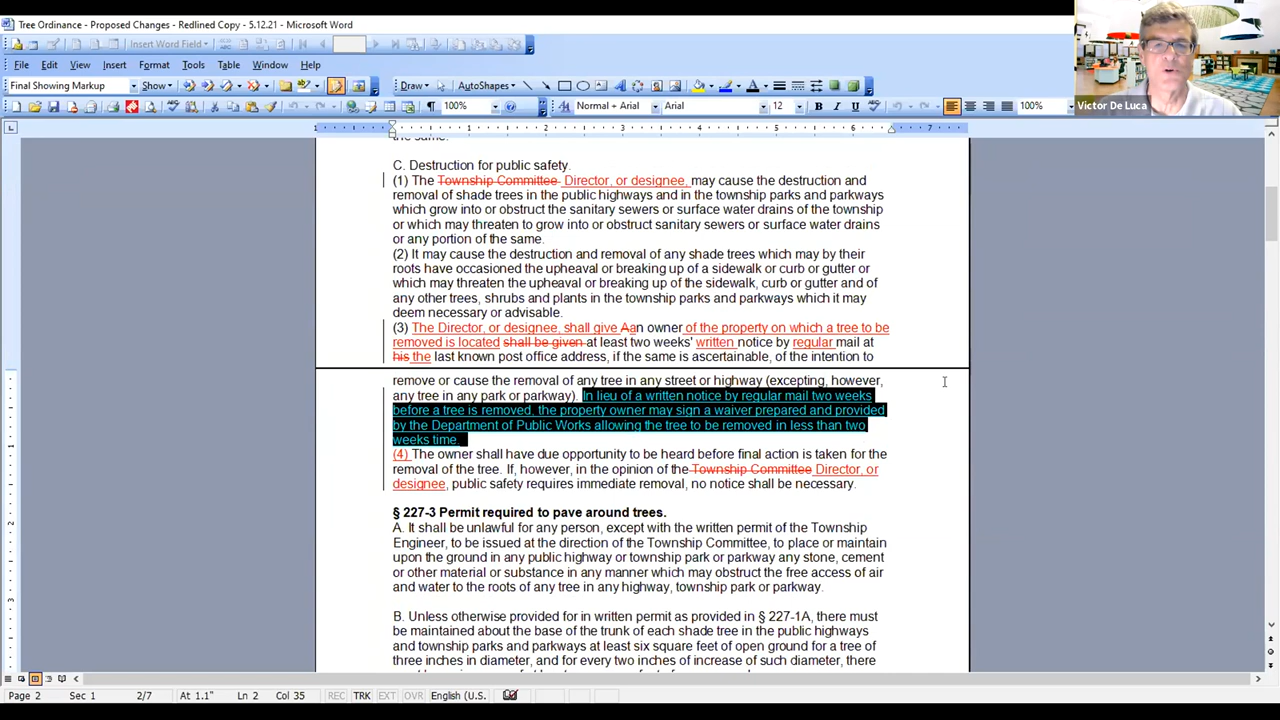 Tree Ordinance - Proposed Changes - Redlined Copy - 5.12.21 - Microsoft Word
Insert Word Field
File Edit View Insert Format Tools Table Window Help
Final Showing Markup Show Draw AutoShapes
100% Normal + Arial Arial 12 B I U 100%
Victor De Luca
1 1 2 3 4 5 6 7
the same.
C. Destruction for public safety.
(1) The Township Committee Director, or designee, may cause the destruction and
removal of shade trees in the public highways and in the township parks and parkways
which grow into or obstruct the sanitary sewers or surface water drains of the township
or which may threaten to grow into or obstruct sanitary sewers or surface water drains
or any portion of the same.
(2) It may cause the destruction and removal of any shade trees which may by their
roots have occasioned the upheaval or breaking up of a sidewalk or curb or gutter or
which may threaten the upheaval or breaking up of the sidewalk, curb or gutter and of
any other trees, shrubs and plants in the township parks and parkways which it may
deem necessary or advisable.
(3) The Director, or designee, shall give Aan owner of the property on which a tree to be
removed is located shall be given at least two weeks' written notice by regular mail at
his the last known post office address, if the same is ascertainable, of the intention to
remove or cause the removal of any tree in any street or highway (excepting, however,
any tree in any park or parkway). In lieu of a written notice by regular mail two weeks
before a tree is removed, the property owner may sign a waiver prepared and provided
by the Department of Public Works allowing the tree to be removed in less than two
weeks time.
(4) The owner shall have due opportunity to be heard before final action is taken for the
removal of the tree. If, however, in the opinion of the Township Committee Director, or
designee, public safety requires immediate removal, no notice shall be necessary.
§ 227-3 Permit required to pave around trees.
A. It shall be unlawful for any person, except with the written permit of the Township
Engineer, to be issued at the direction of the Township Committee, to place or maintain
upon the ground in any public highway or township park or parkway any stone, cement
or other material or substance in any manner which may obstruct the free access of air
and water to the roots of any tree in any highway, township park or parkway.
B. Unless otherwise provided for in written permit as provided in § 227-1A, there must
be maintained about the base of the trunk of each shade tree in the public highways
and township parks and parkways at least six square feet of open ground for a tree of
three inches in diameter, and for every two inches of increase of such diameter, there
Page 2 Sec 1 2/7 At 1.1" Ln 2 Col 35 REC TRK EXT OVR English (U.S.